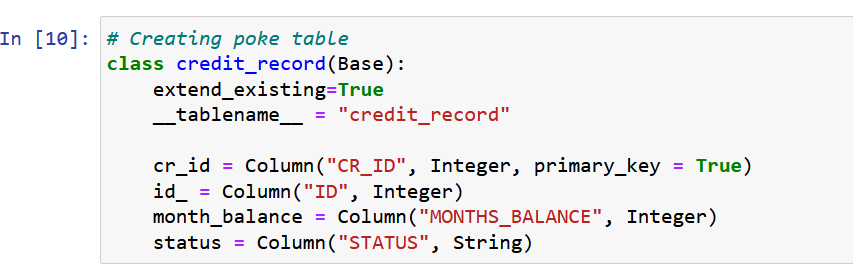 In [10]: # Creating poke table
class credit_record(Base):
    extend_existing=True
    __tablename__ = "credit_record"

    cr_id = Column("CR_ID", Integer, primary_key = True)
    id_ = Column("ID", Integer)
    month_balance = Column("MONTHS_BALANCE", Integer)
    status = Column("STATUS", String)